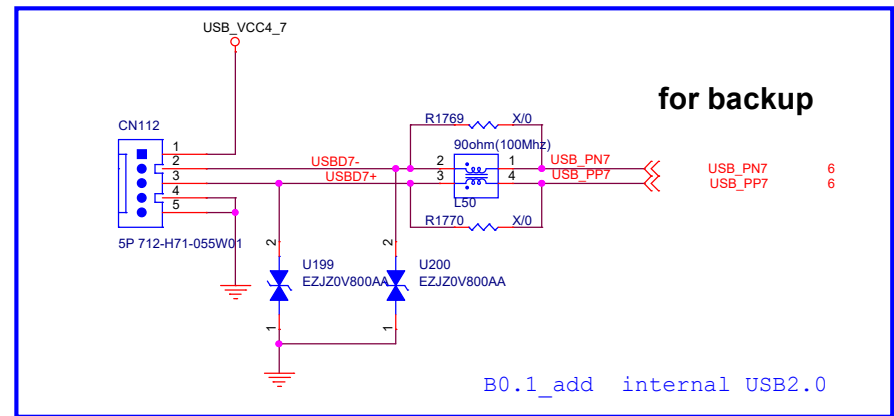 USB_VCC4_7
for backup
CN112
R1769 X/0
90ohm(100Mhz)
1
2
3
4
5
USBD7-
USBD7+
2 1
3 4
L50
USB_PN7
USB_PP7
USB_PN7 6
USB_PP7 6
R1770 X/0
5P 712-H71-055W01
2
U199
EZJZ0V800AA
1
2
U200
EZJZ0V800AA
1
B0.1_add internal USB2.0